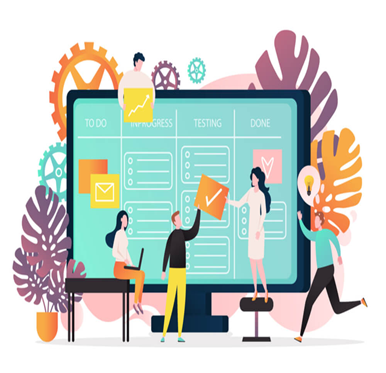 TO DO IN PROGRESS TESTING DONE